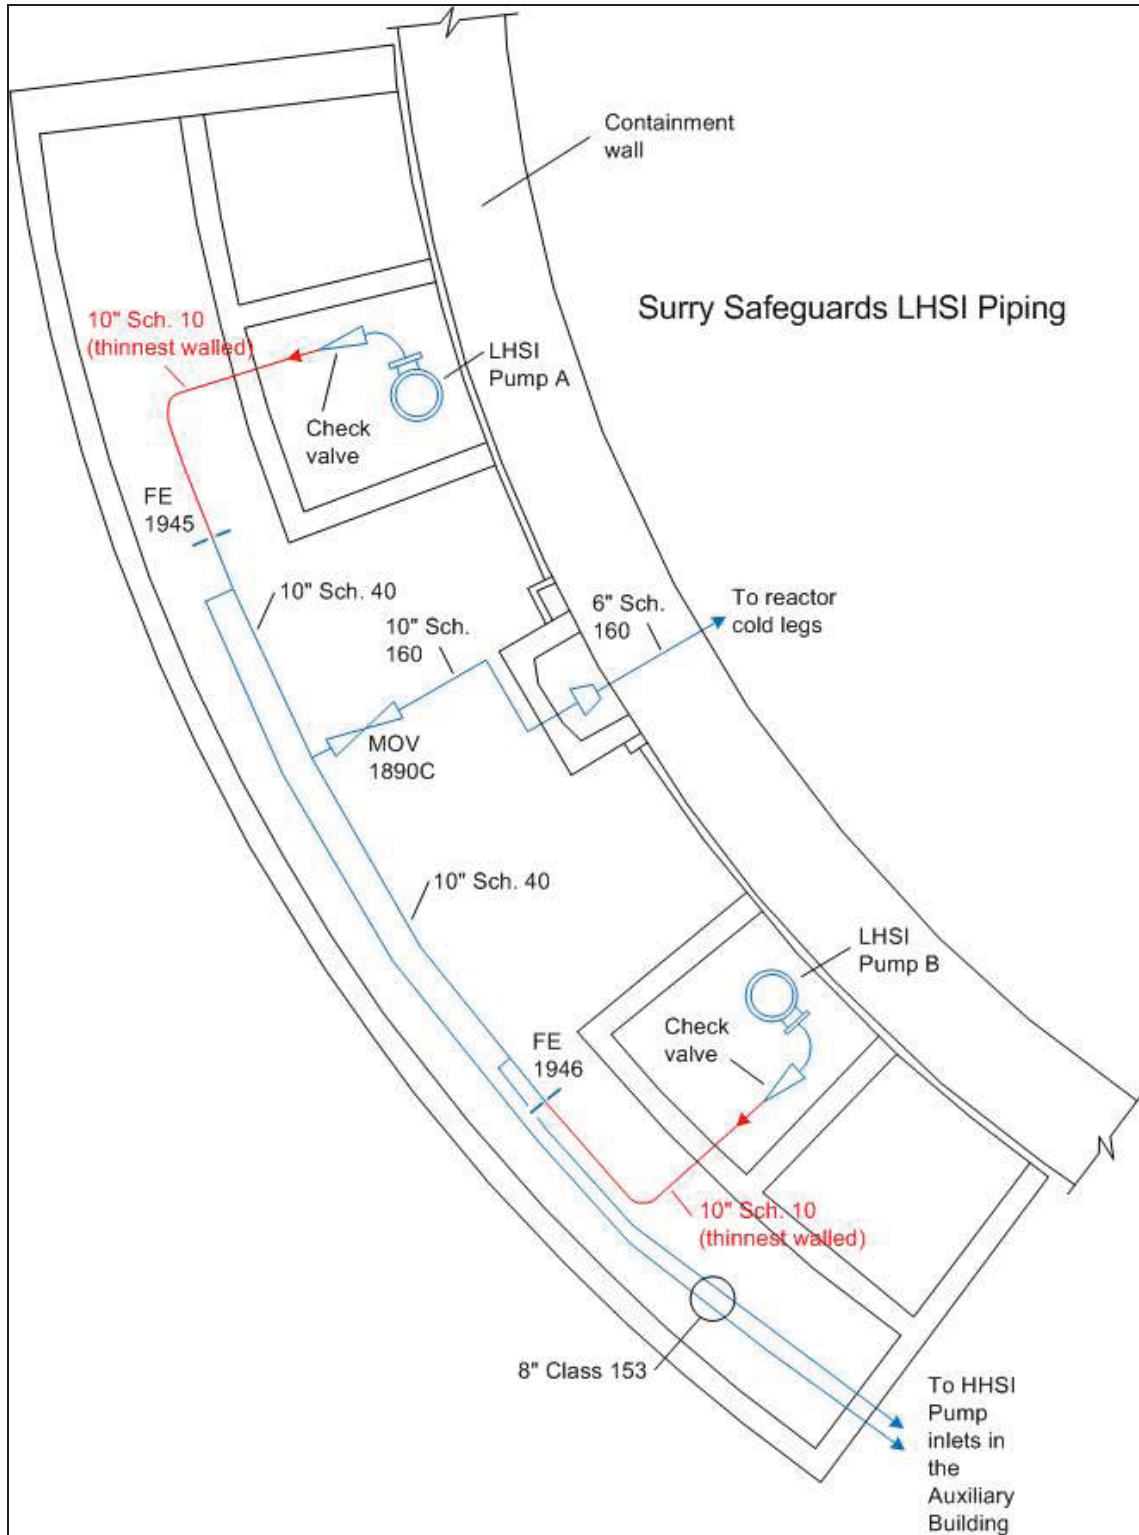 Containment
wall
Surry Safeguards LHSI Piping
10" Sch. 10
(thinnest walled)
LHSI
Pump A
Check
valve
FE
1945
10" Sch. 40
10" Sch.
160
6" Sch.
160
To reactor
cold legs
MOV
1890C
10" Sch. 40
LHSI
Pump B
Check
valve
FE
1946
10" Sch. 10
(thinnest walled)
8" Class 153
To HHSI
Pump
inlets in
the
Auxiliary
Building